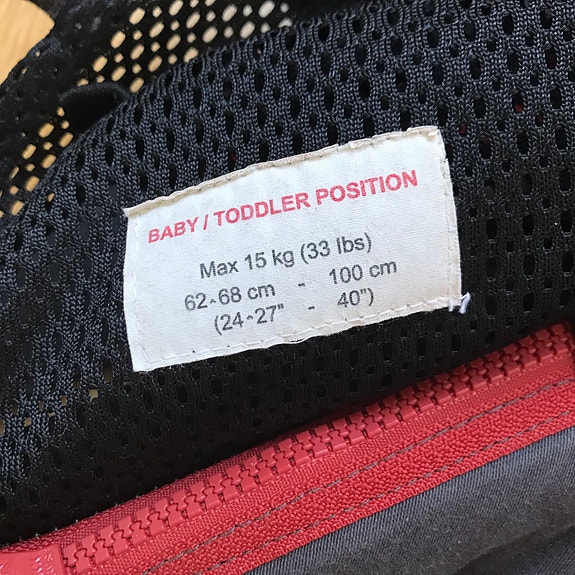 BABY / TODDLER POSITION
Max 15 kg (33 lbs)
62-68 cm - 100 cm
(24-27" - 40")